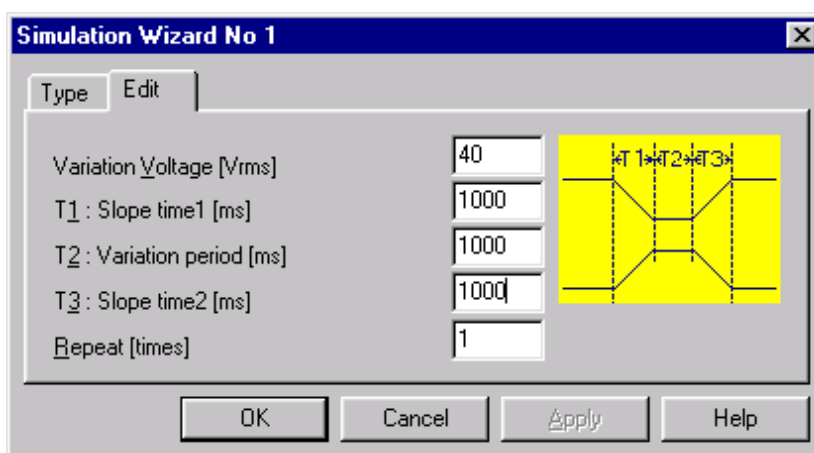 Simulation Wizard No 1
Type Edit
Variation Voltage [Vrms] 40
T1 : Slope time1 [ms] 1000
T2 : Variation period [ms] 1000
T3 : Slope time2 [ms] 1000
Repeat [times] 1
T1 T2 T3
OK Cancel Apply Help